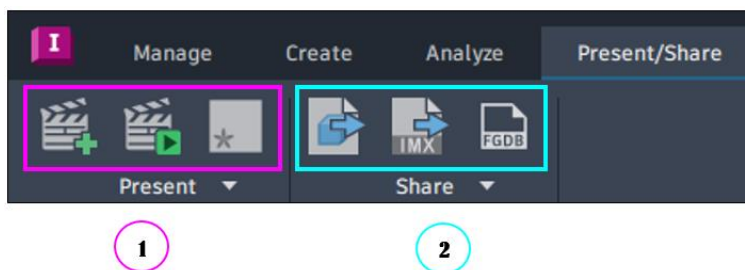 I Manage Create Analyze Present/Share
IMX FGDB
Present Share
1 2